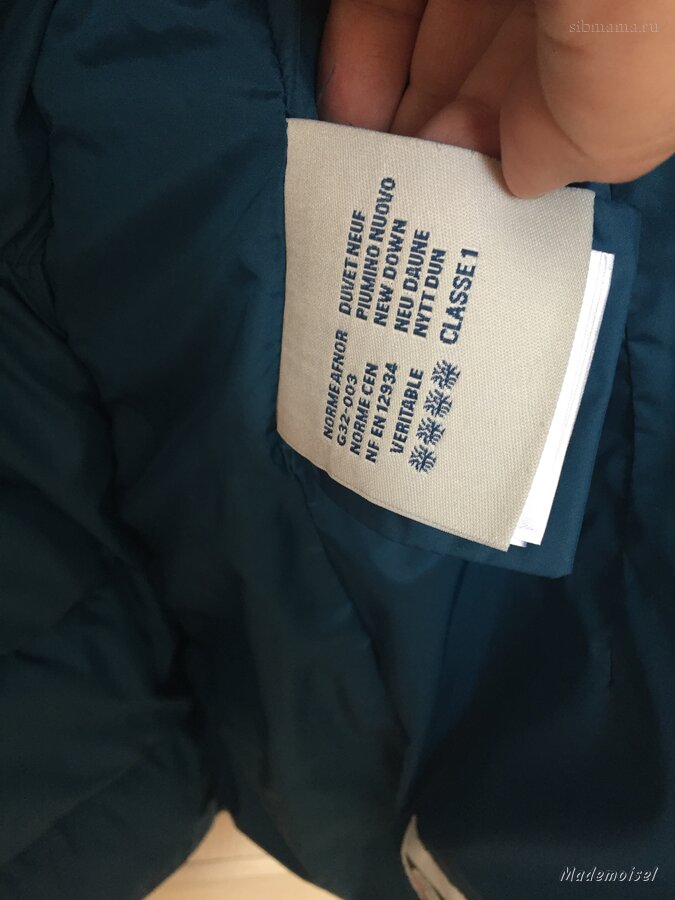 sibmama.ru
DUVET NEUF
PIUMINO NUOVO
NEW DOWN
NEU DAUNE
NYTT DUN
CLASSE 1
NORME AFNOR
G32-003
NORME CEN
NF EN 12934
VERITABLE
Mademoisel